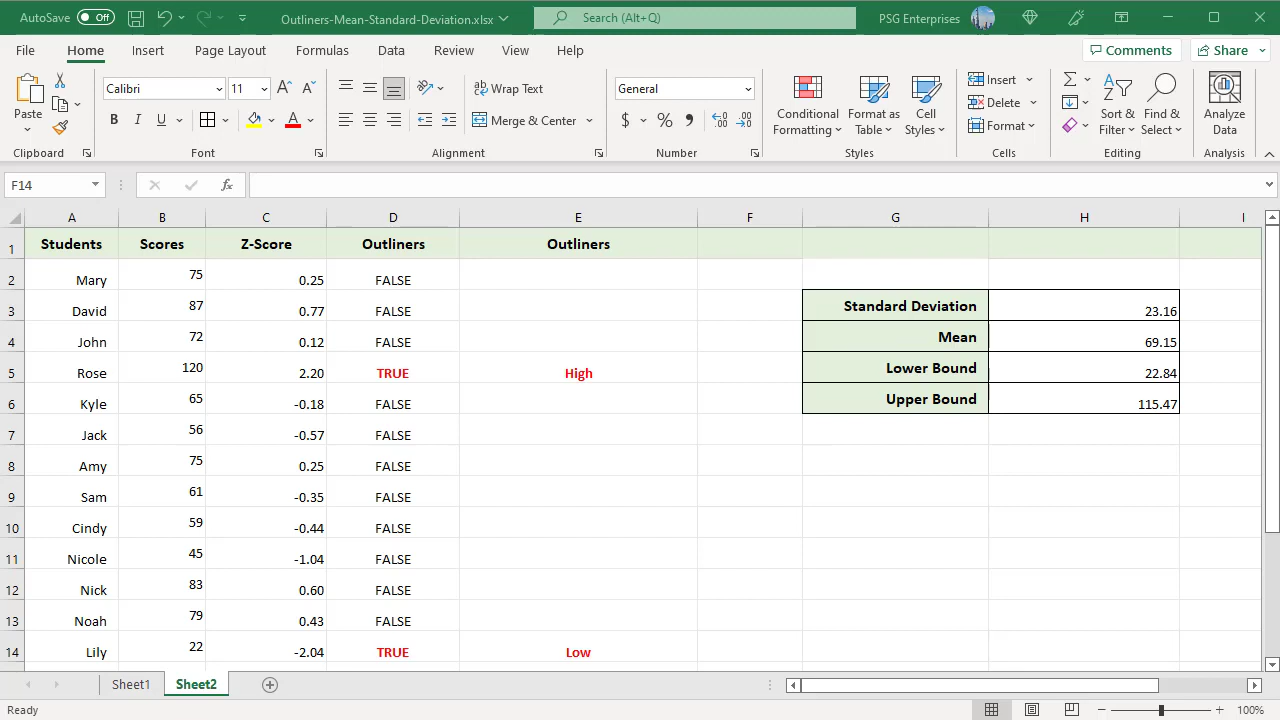 AutoSave Off Outliners-Mean-Standard-Deviation.xlsx Search (Alt+Q) PSG Enterprises
File Home Insert Page Layout Formulas Data Review View Help Comments Share
Calibri 11 A^ Aˇ Wrap Text General Insert Σ
Paste B I U A Merge & Center $ % 9 Conditional Formatting Format as Table Cell Styles Delete Format Sort & Filter Find & Select Analyze Data
Clipboard Font Alignment Number Styles Cells Editing Analysis
F14 fx
A B C D E F G H I
1 Students Scores Z-Score Outliners Outliners
2 Mary 75 0.25 FALSE
3 David 87 0.77 FALSE Standard Deviation 23.16
4 John 72 0.12 FALSE Mean 69.15
5 Rose 120 2.20 TRUE High Lower Bound 22.84
6 Kyle 65 -0.18 FALSE Upper Bound 115.47
7 Jack 56 -0.57 FALSE
8 Amy 75 0.25 FALSE
9 Sam 61 -0.35 FALSE
10 Cindy 59 -0.44 FALSE
11 Nicole 45 -1.04 FALSE
12 Nick 83 0.60 FALSE
13 Noah 79 0.43 FALSE
14 Lily 22 -2.04 TRUE Low
Sheet1 Sheet2
Ready 100%